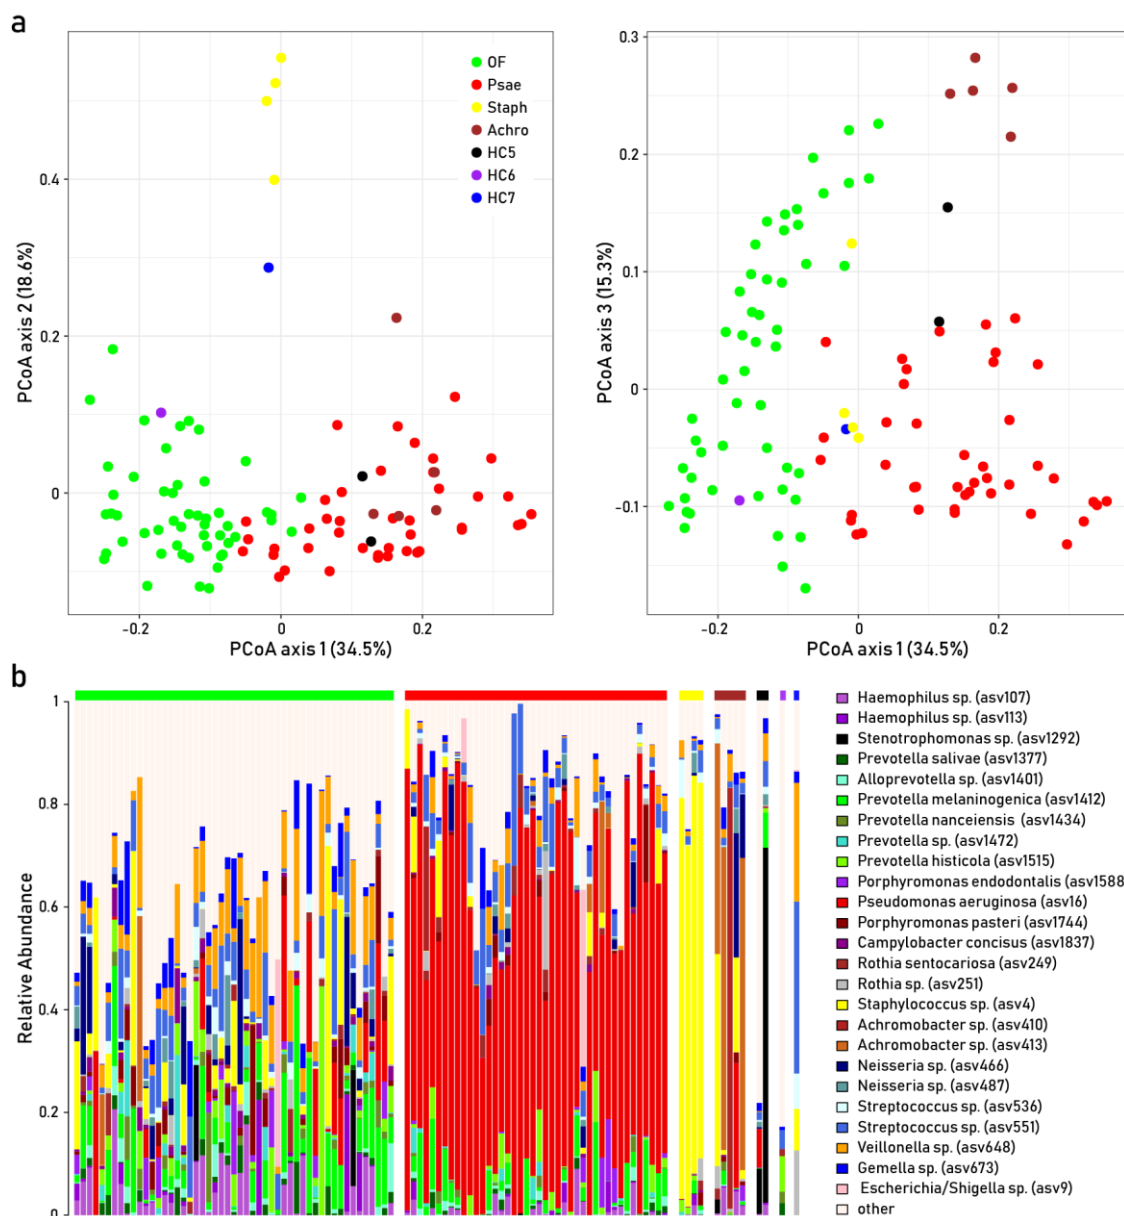 a
OF
Psae
Staph
Achro
HC5
HC6
HC7
0.4
0.2
0
-0.2
0
0.2
PCoA axis 2 (18.6%)
PCoA axis 1 (34.5%)
0.3
0.2
0.1
0
-0.1
-0.2
0
0.2
PCoA axis 3 (15.3%)
PCoA axis 1 (34.5%)
b
1
0.8
0.6
0.4
0.2
0
Relative Abundance
Haemophilus sp. (asv107)
Haemophilus sp. (asv113)
Stenotrophomonas sp. (asv1292)
Prevotella salivae (asv1377)
Alloprevotella sp. (asv1401)
Prevotella melaninogenica (asv1412)
Prevotella nanceiensis (asv1434)
Prevotella sp. (asv1472)
Prevotella histicola (asv1515)
Porphyromonas endodontalis (asv1588
Pseudomonas aeruginosa (asv16)
Porphyromonas pasteri (asv1744)
Campylobacter concisus (asv1837)
Rothia sentocariosa (asv249)
Rothia sp. (asv251)
Staphylococcus sp. (asv4)
Achromobacter sp. (asv410)
Achromobacter sp. (asv413)
Neisseria sp. (asv466)
Neisseria sp. (asv487)
Streptococcus sp. (asv536)
Streptococcus sp. (asv551)
Veillonella sp. (asv648)
Gemella sp. (asv673)
Escherichia/Shigella sp. (asv9)
other